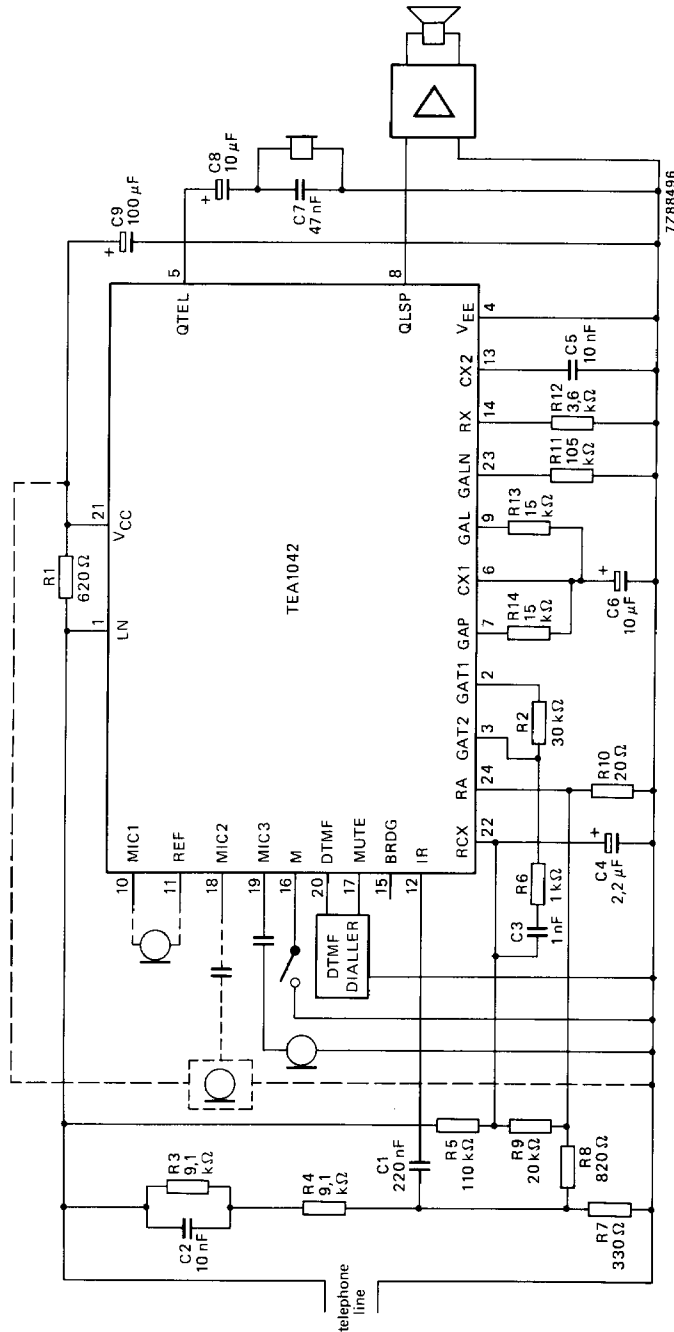 telephone
line
C2
10 nF
R3
9,1
kΩ
R4
9,1
kΩ
C1
220 nF
R5
110 kΩ
R9
20 kΩ
R8
820Ω
R7
330 Ω
R1
620 Ω
1
LN
21
VCC
C9
100 µF
+
5
QTEL
C8
10 µF
+
C7
47 nF
8
QLSP
TEA1042
10
MIC1
11
REF
18
MIC2
19
MIC3
16
M
20
DTMF
17
MUTE
15
BRDG
12
IR
DTMF
DIALLER
22
RCX
24
RA
3
GAT2
2
GAT1
7
GAP
6
CX1
9
GAL
23
GALN
14
RX
13
CX2
4
VEE
C3
1 nF
R6
1 kΩ
R2
30 kΩ
C4
2,2 µF
+
R10
20 Ω
R14
15
kΩ
R13
15
kΩ
C6
10 µF
+
R11
105
kΩ
R12
3,6
kΩ
C5
10 nF
7Z88496